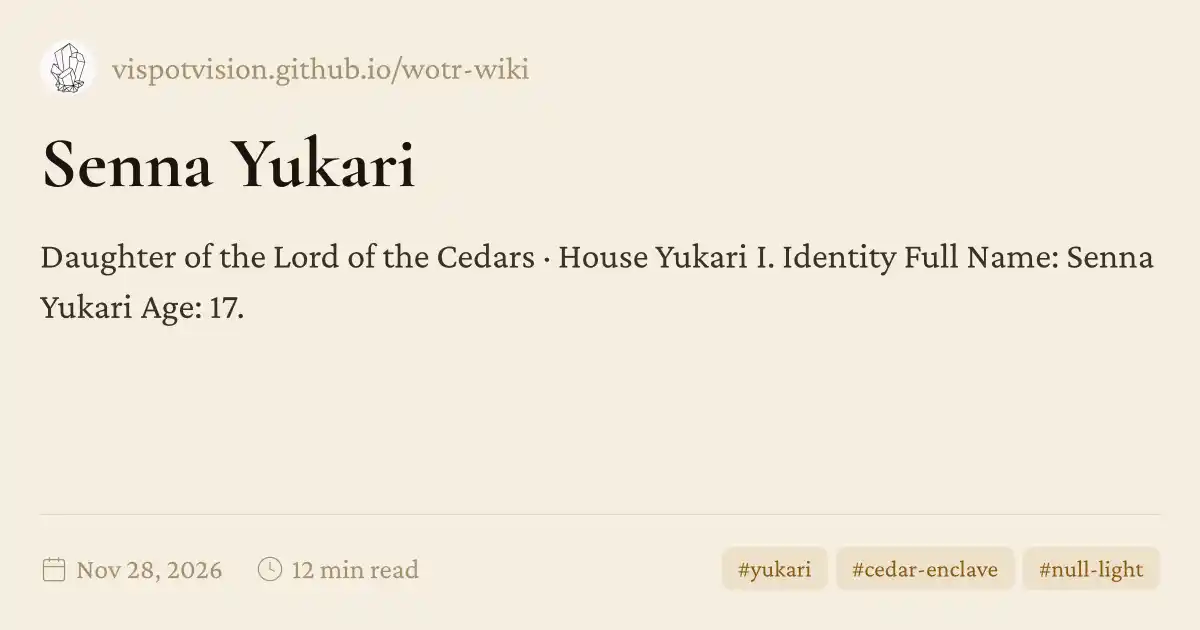 vispotvision.github.io/wotr-wiki
Senna Yukari
Daughter of the Lord of the Cedars · House Yukari I. Identity Full Name: Senna
Yukari Age: 17.
Nov 28, 2026 12 min read #yukari #cedar-enclave #null-light